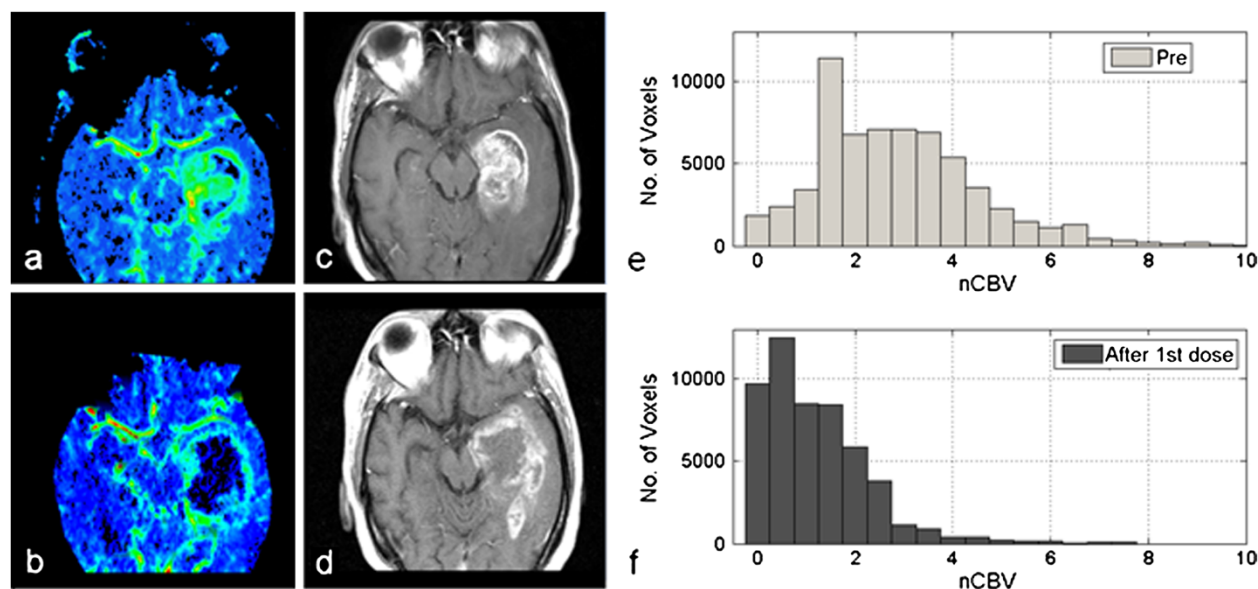 a
c
b
d
e
Pre
No. of Voxels
10000
5000
0
0 2 4 6 8 10
nCBV
f
After 1st dose
No. of Voxels
10000
5000
0
0 2 4 6 8 10
nCBV